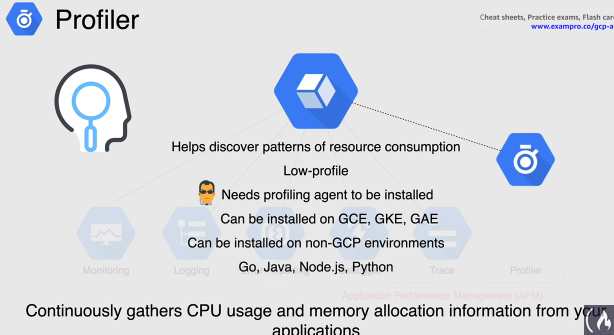 Profiler
Cheat sheets, Practice exams, Flash car
www.exampro.co/gcp-a
Helps discover patterns of resource consumption
Low-profile
Needs profiling agent to be installed
Can be installed on GCE, GKE, GAE
Can be installed on non-GCP environments
Go, Java, Node.js, Python
Monitoring
Logging
Trace
Profiler
Application Performance Management (APM)
Continuously gathers CPU usage and memory allocation information from your
applications